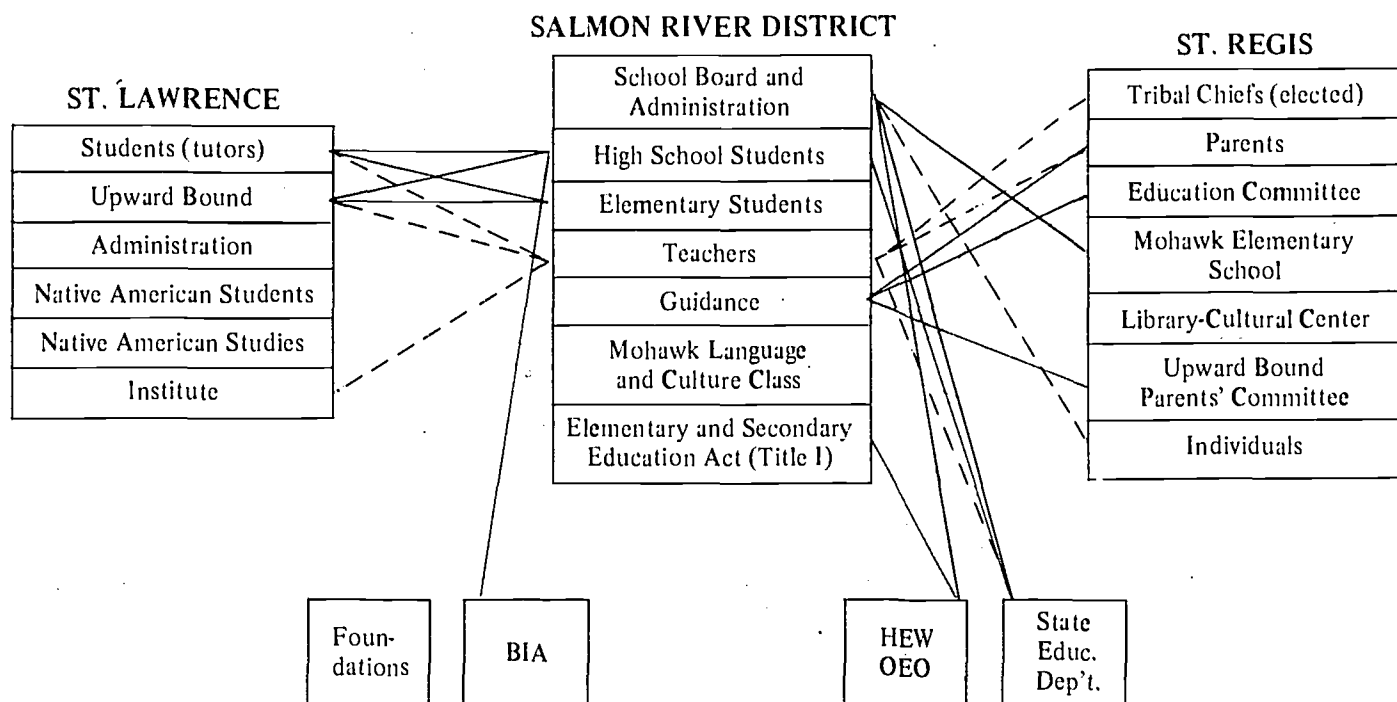 SALMON RIVER DISTRICT
ST. LAWRENCE
Students (tutors)
Upward Bound
Administration
Native American Students
Native American Studies
Institute
School Board and
Administration
High School Students
Elementary Students
Teachers
Guidance
Mohawk Language
and Culture Class
Elementary and Secondary
Education Act (Title I)
ST. REGIS
Tribal Chiefs (elected)
Parents
Education Committee
Mohawk Elementary
School
Library-Cultural Center
Upward Bound
Parents' Committee
Individuals
Foun-
dations
BIA
HEW
OEO
State
Educ.
Dep't.